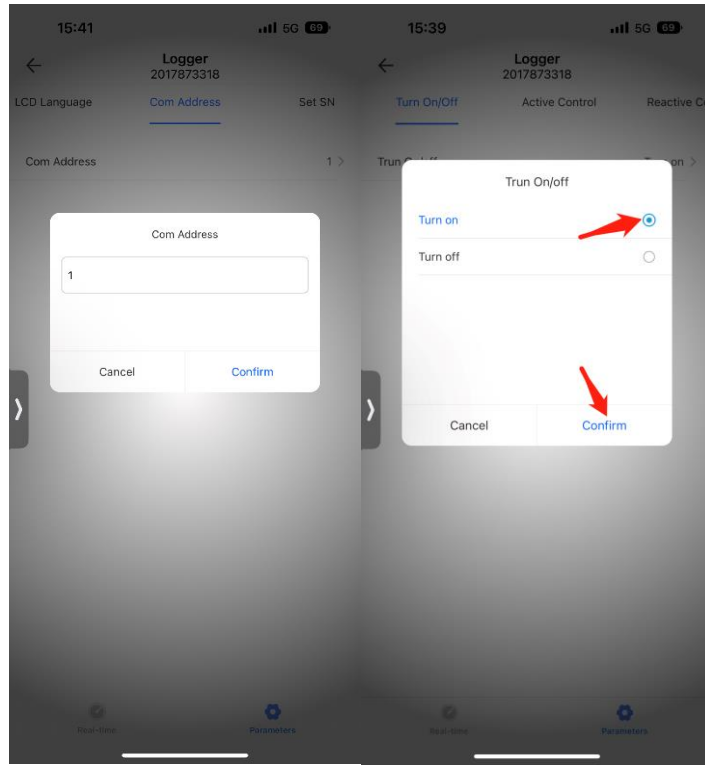 15:41
5G 69
Logger
2017873318
LCD Language Com Address Set SN
Com Address 1
Com Address
1
Cancel Confirm
Real-time Parameters
15:39
5G 69
Logger
2017873318
Turn On/Off Active Control Reactive C
Trun
Trun On/off
Turn on
Turn off
Cancel Confirm
Real-time Parameters